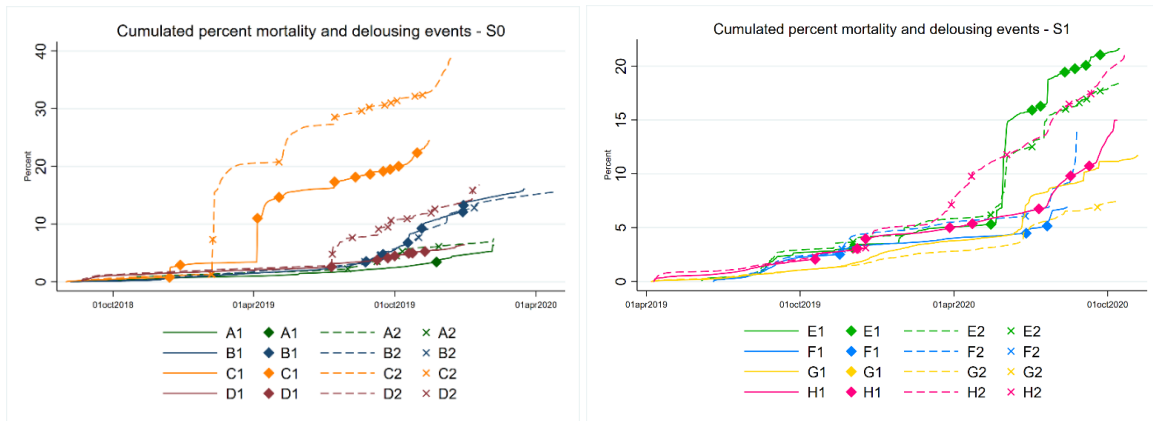 Cumulated percent mortality and delousing events - S0
Percent
40
30
20
10
0
01oct2018 01apr2019 01oct2019 01apr2020
A1 A1 A2 A2
B1 B1 B2 B2
C1 C1 C2 C2
D1 D1 D2 D2
Cumulated percent mortality and delousing events - S1
Percent
20
15
10
5
0
01apr2019 01oct2019 01apr2020 01oct2020
E1 E1 E2 E2
F1 F1 F2 F2
G1 G1 G2 G2
H1 H1 H2 H2